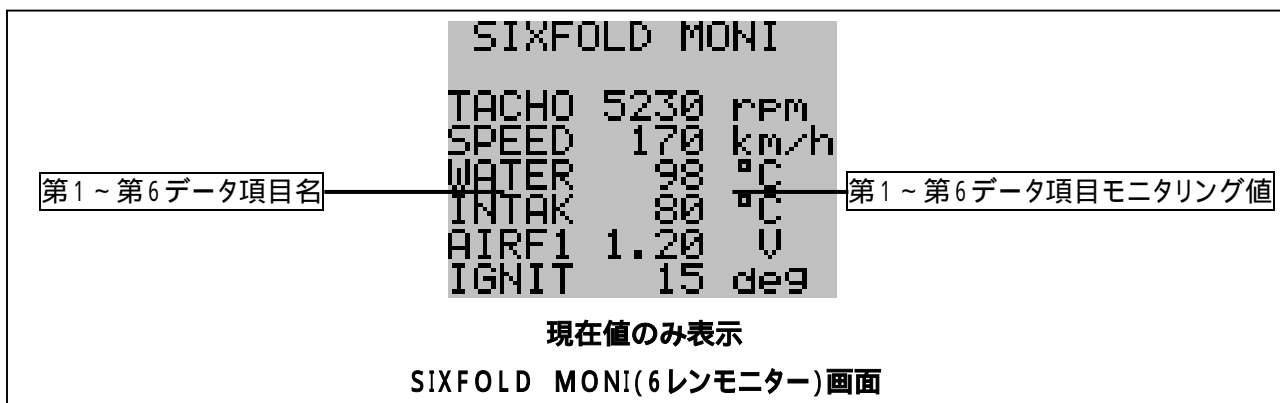 SIXFOLD MONI
TACHO 5230 rpm
SPEED 170 km/h
WATER 98 °C
INTAK 80 °C
AIRF1 1.20 V
IGNIT 15 deg
第1~第6データ項目名
第1~第6データ項目モニタリング値
現在値のみ表示
SIXFOLD MONI(6レンモニター)画面